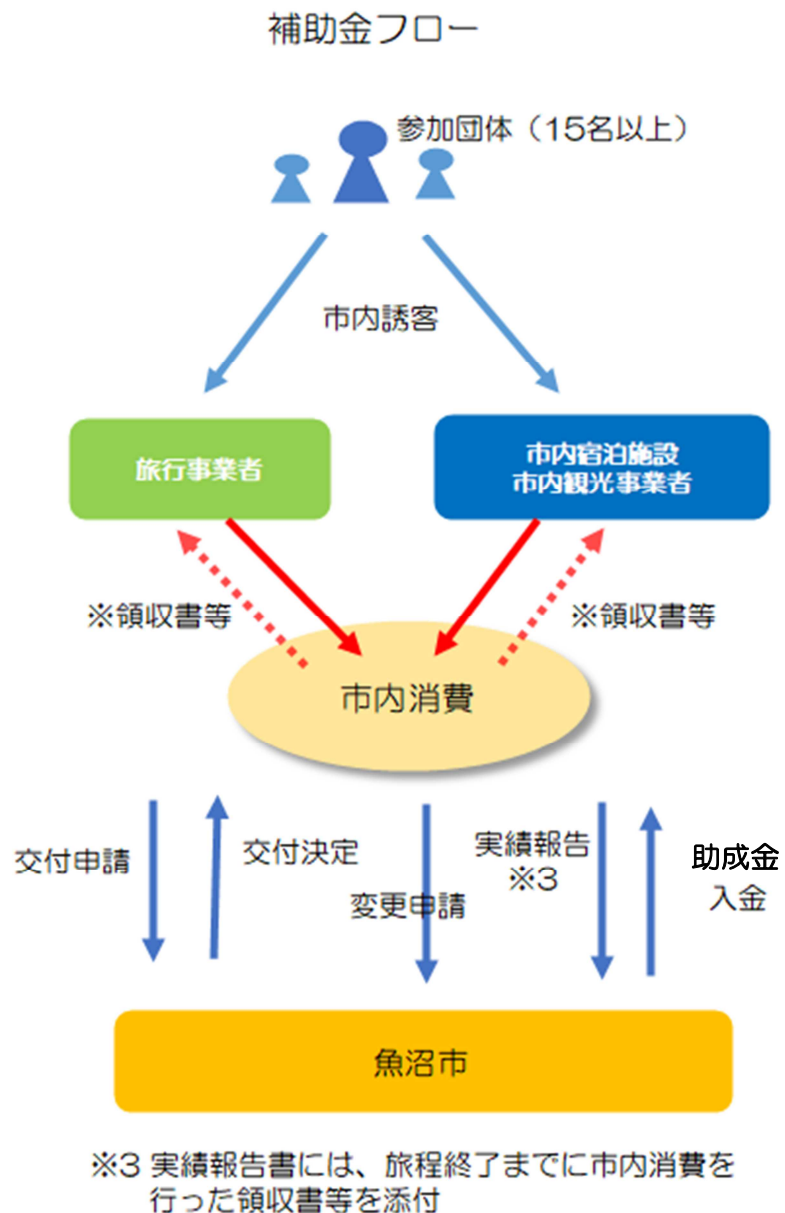 補助金フロー
参加団体（15名以上）
市内誘客
旅行事業者
市内宿泊施設
市内観光事業者
※領収書等
※領収書等
市内消費
交付申請
交付決定
変更申請
実績報告
※3
助成金
入金
魚沼市
※3 実績報告書には、旅程終了までに市内消費を
行った領収書等を添付